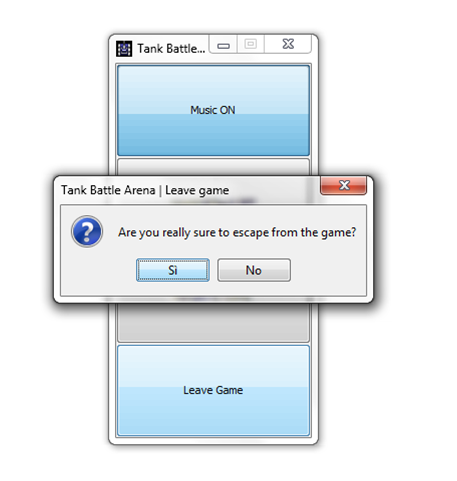 Tank Battle...
Music ON
Tank Battle Arena | Leave game
Are you really sure to escape from the game?
Sì
No
Leave Game